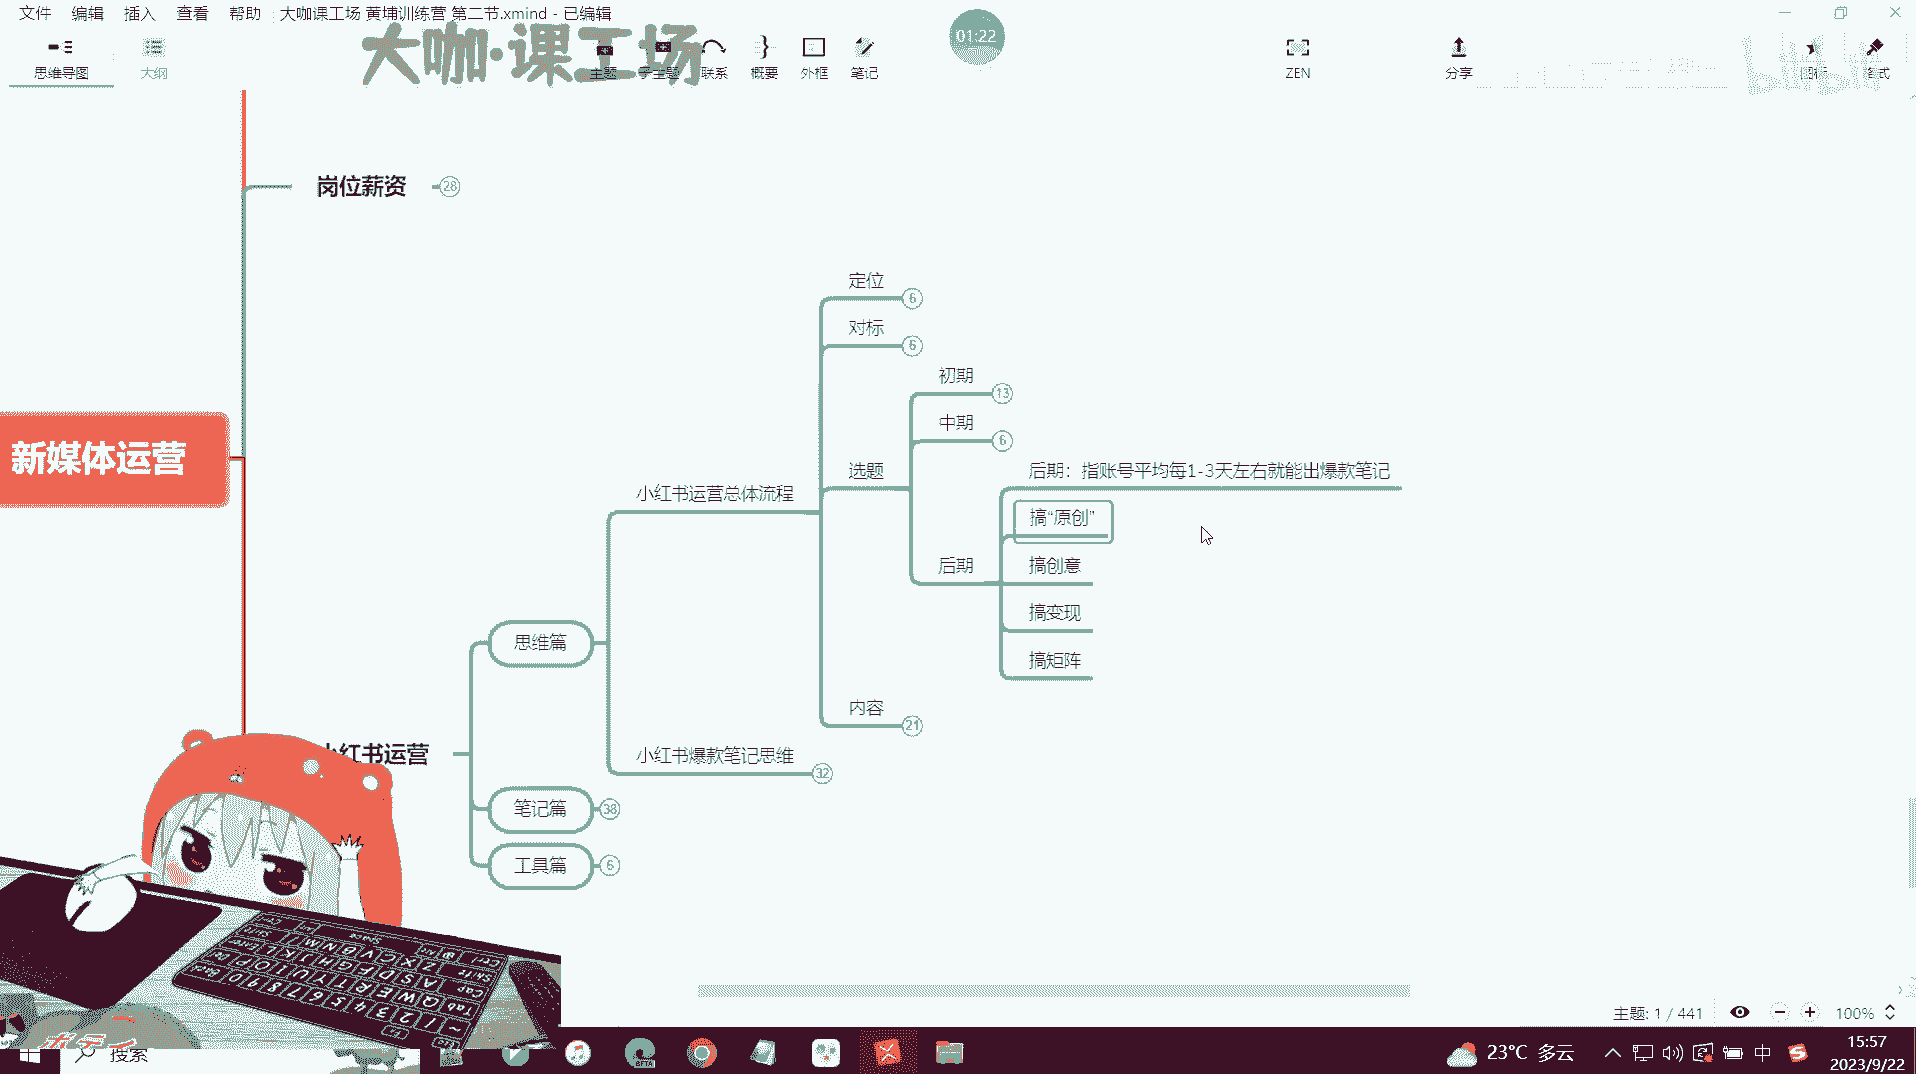 文件 编辑 插入 查看 帮助 大咖课工场 黄埔训练营 第二节.xmind - 已编辑
大咖·课工场
01:22
思维导图 大纲 主题 子主题 联系 概要 外框 笔记 ZEN 分享 图标 格式
bilibili
岗位薪资 28
定位 6
对标 6
初期 13
中期 6
新媒体运营
选题
后期：指账号平均每1-3天左右就能出爆款笔记
小红书运营总体流程
搞“原创”
后期
搞创意
搞变现
思维篇
搞矩阵
内容 21
小红书运营
小红书爆款笔记思维 32
笔记篇 38
工具篇 6
主题: 1 / 441
100%
搜索
23°C 多云
中
15:57
2023/9/22